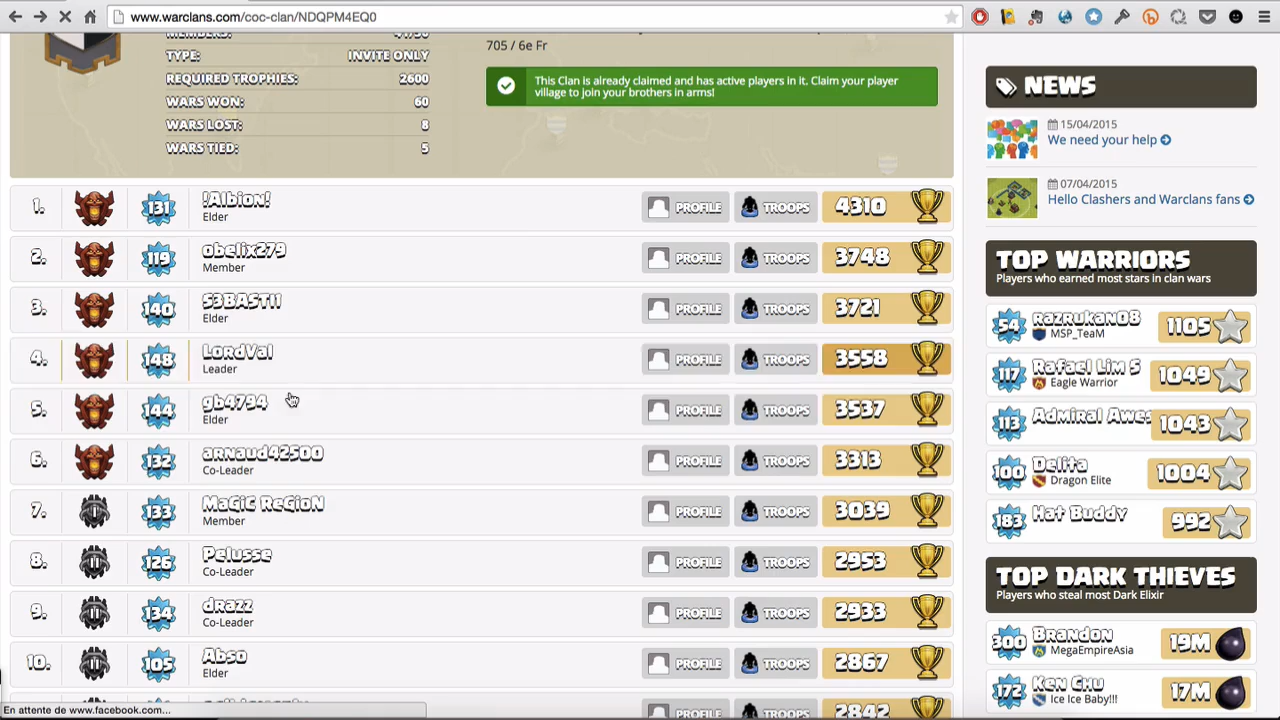 www.warclans.com/coc-clan/NDQPM4EQ0
TYPE: INVITE ONLY
REQUIRED TROPHIES: 2600
WARS WON: 60
WARS LOST: 8
WARS TIED: 5
705 / 6e Fr
This Clan is already claimed and has active players in it. Claim your player
village to join your brothers in arms!
1. 131 !Albion! PROFILE TROOPS 4310
Elder
2. 119 obelix279 PROFILE TROOPS 3748
Member
3. 140 S3BAST11 PROFILE TROOPS 3721
Elder
4. 148 LordVal PROFILE TROOPS 3558
Leader
5. 144 gb4794 PROFILE TROOPS 3537
Elder
6. 132 arnaud42500 PROFILE TROOPS 3313
Co-Leader
7. 133 MaGiC ReGioN PROFILE TROOPS 3039
Member
8. 126 Pelusse PROFILE TROOPS 2953
Co-Leader
9. 134 drazz PROFILE TROOPS 2933
Co-Leader
10. 105 Abso PROFILE TROOPS 2867
Elder
PROFILE TROOPS 2842
En attente de www.facebook.com...
NEWS
15/04/2015
We need your help
07/04/2015
Hello Clashers and Warclans fans
TOP WARRIORS
Players who earned most stars in clan wars
54 razrukan08 1105
MSP_TeaM
117 Rafael Lim S 1049
Eagle Warrior
113 Admiral Awes 1043
100 Delita 1004
Dragon Elite
183 Hat Buddy 992
TOP DARK THIEVES
Players who steal most Dark Elixir
300 Brandon 19M
MegaEmpireAsia
172 Ken Chu 17M
Ice Ice Baby!!!